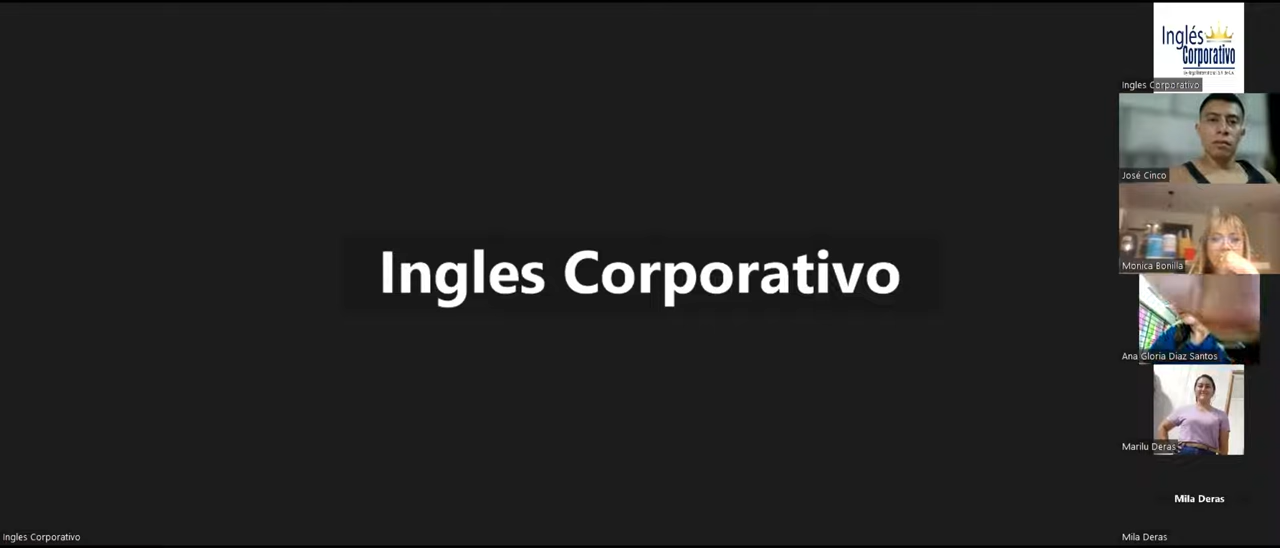 Ingles Corporativo
Ingles Corporativo
Inglés
Corporativo
Ingles Corporativo
José Cinco
Monica Bonilla
Ana Gloria Diaz Santos
Marilu Deras
Mila Deras
Mila Deras